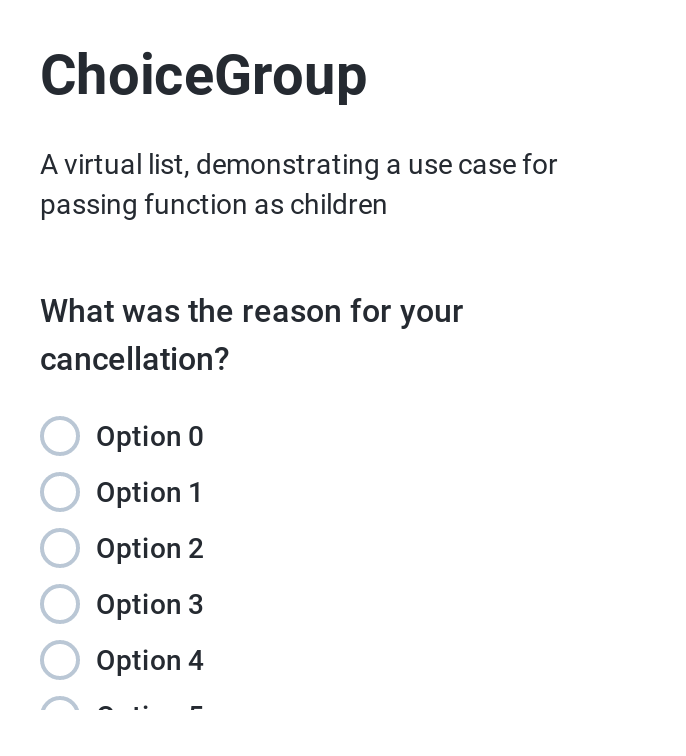 ChoiceGroup
A virtual list, demonstrating a use case for
passing function as children
What was the reason for your
cancellation?
Option 0
Option 1
Option 2
Option 3
Option 4